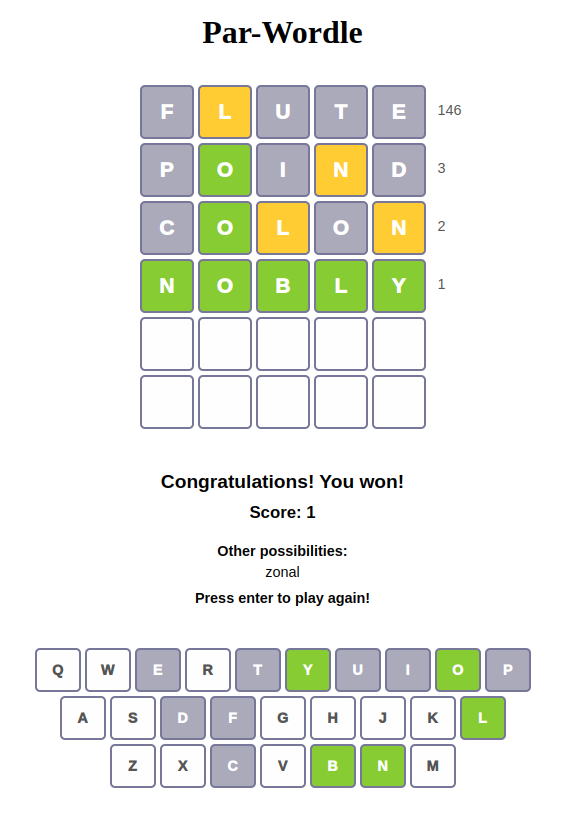 Par-Wordle
F L U T E 146
P O I N D 3
C O L O N 2
N O B L Y 1
Congratulations! You won!
Score: 1
Other possibilities:
zonal
Press enter to play again!
Q W E R T Y U I O P
A S D F G H J K L
Z X C V B N M